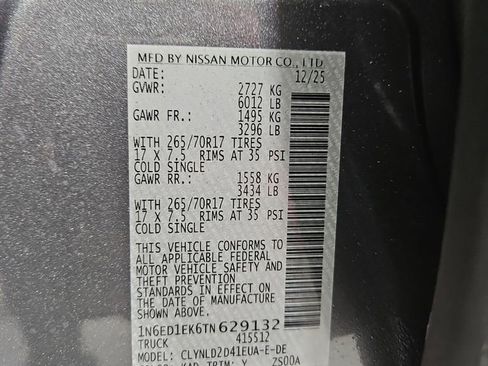 MFD BY NISSAN MOTOR CO., LTD
DATE: 12/25
GVWR: 2727 KG
6012 LB
GAWR FR.: 1495 KG
3296 LB
WITH 265/70R17 TIRES
17 X 7.5 RIMS AT 35 PSI
COLD SINGLE
GAWR RR.: 1558 KG
3434 LB
WITH 265/70R17 TIRES
17 X 7.5 RIMS AT 35 PSI
COLD SINGLE
THIS VEHICLE CONFORMS TO
ALL APPLICABLE FEDERAL
MOTOR VEHICLE SAFETY AND
THEFT PREVENTION
STANDARDS IN EFFECT ON
THE DATE OF MANUFACTURE
SHOWN ABOVE.
1N6ED1EK6TN629132
TRUCK 415512
MODEL: CLYNLD2D41EUA-E-DE
TRIM: Y ZS00A